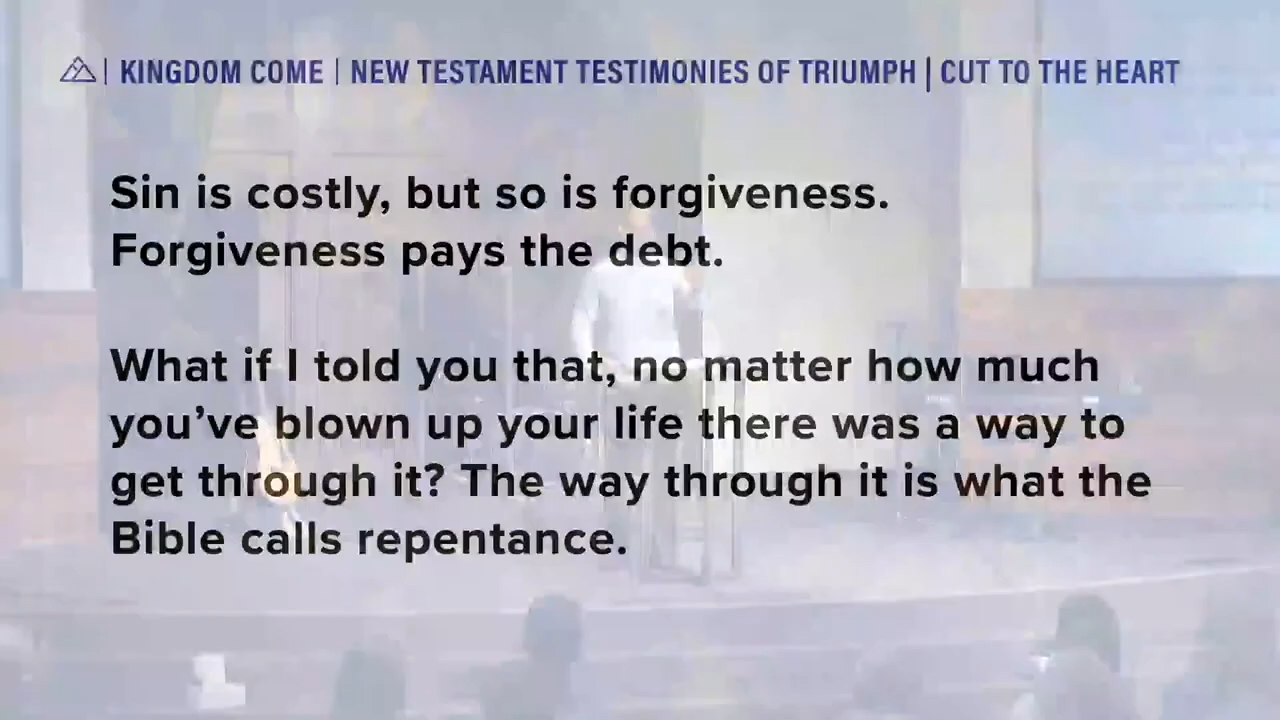 | KINGDOM COME | NEW TESTAMENT TESTIMONIES OF TRIUMPH | CUT TO THE HEART
Sin is costly, but so is forgiveness.
Forgiveness pays the debt.
What if I told you that, no matter how much
you’ve blown up your life there was a way to
get through it? The way through it is what the
Bible calls repentance.